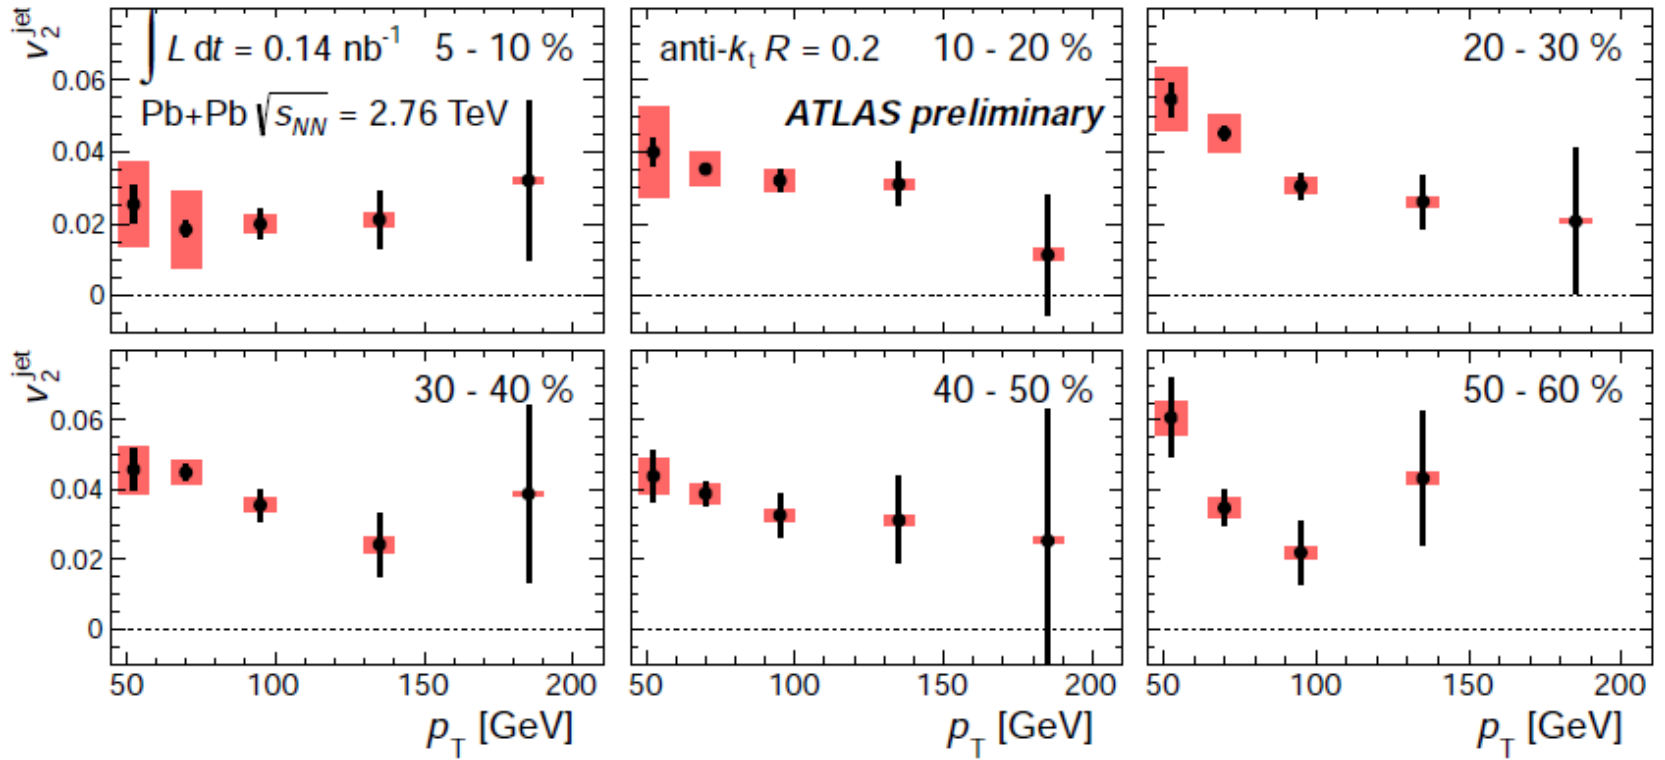 v₂ʲᵉᵗ
∫ L dt = 0.14 nb⁻¹ 5 - 10 %
Pb+Pb √sNN = 2.76 TeV
anti-kₜ R = 0.2 10 - 20 %
ATLAS preliminary
20 - 30 %
0.06
0.04
0.02
0
v₂ʲᵉᵗ
30 - 40 %
40 - 50 %
50 - 60 %
0.06
0.04
0.02
0
50 100 150 200
50 100 150 200
50 100 150 200
pT [GeV]
pT [GeV]
pT [GeV]